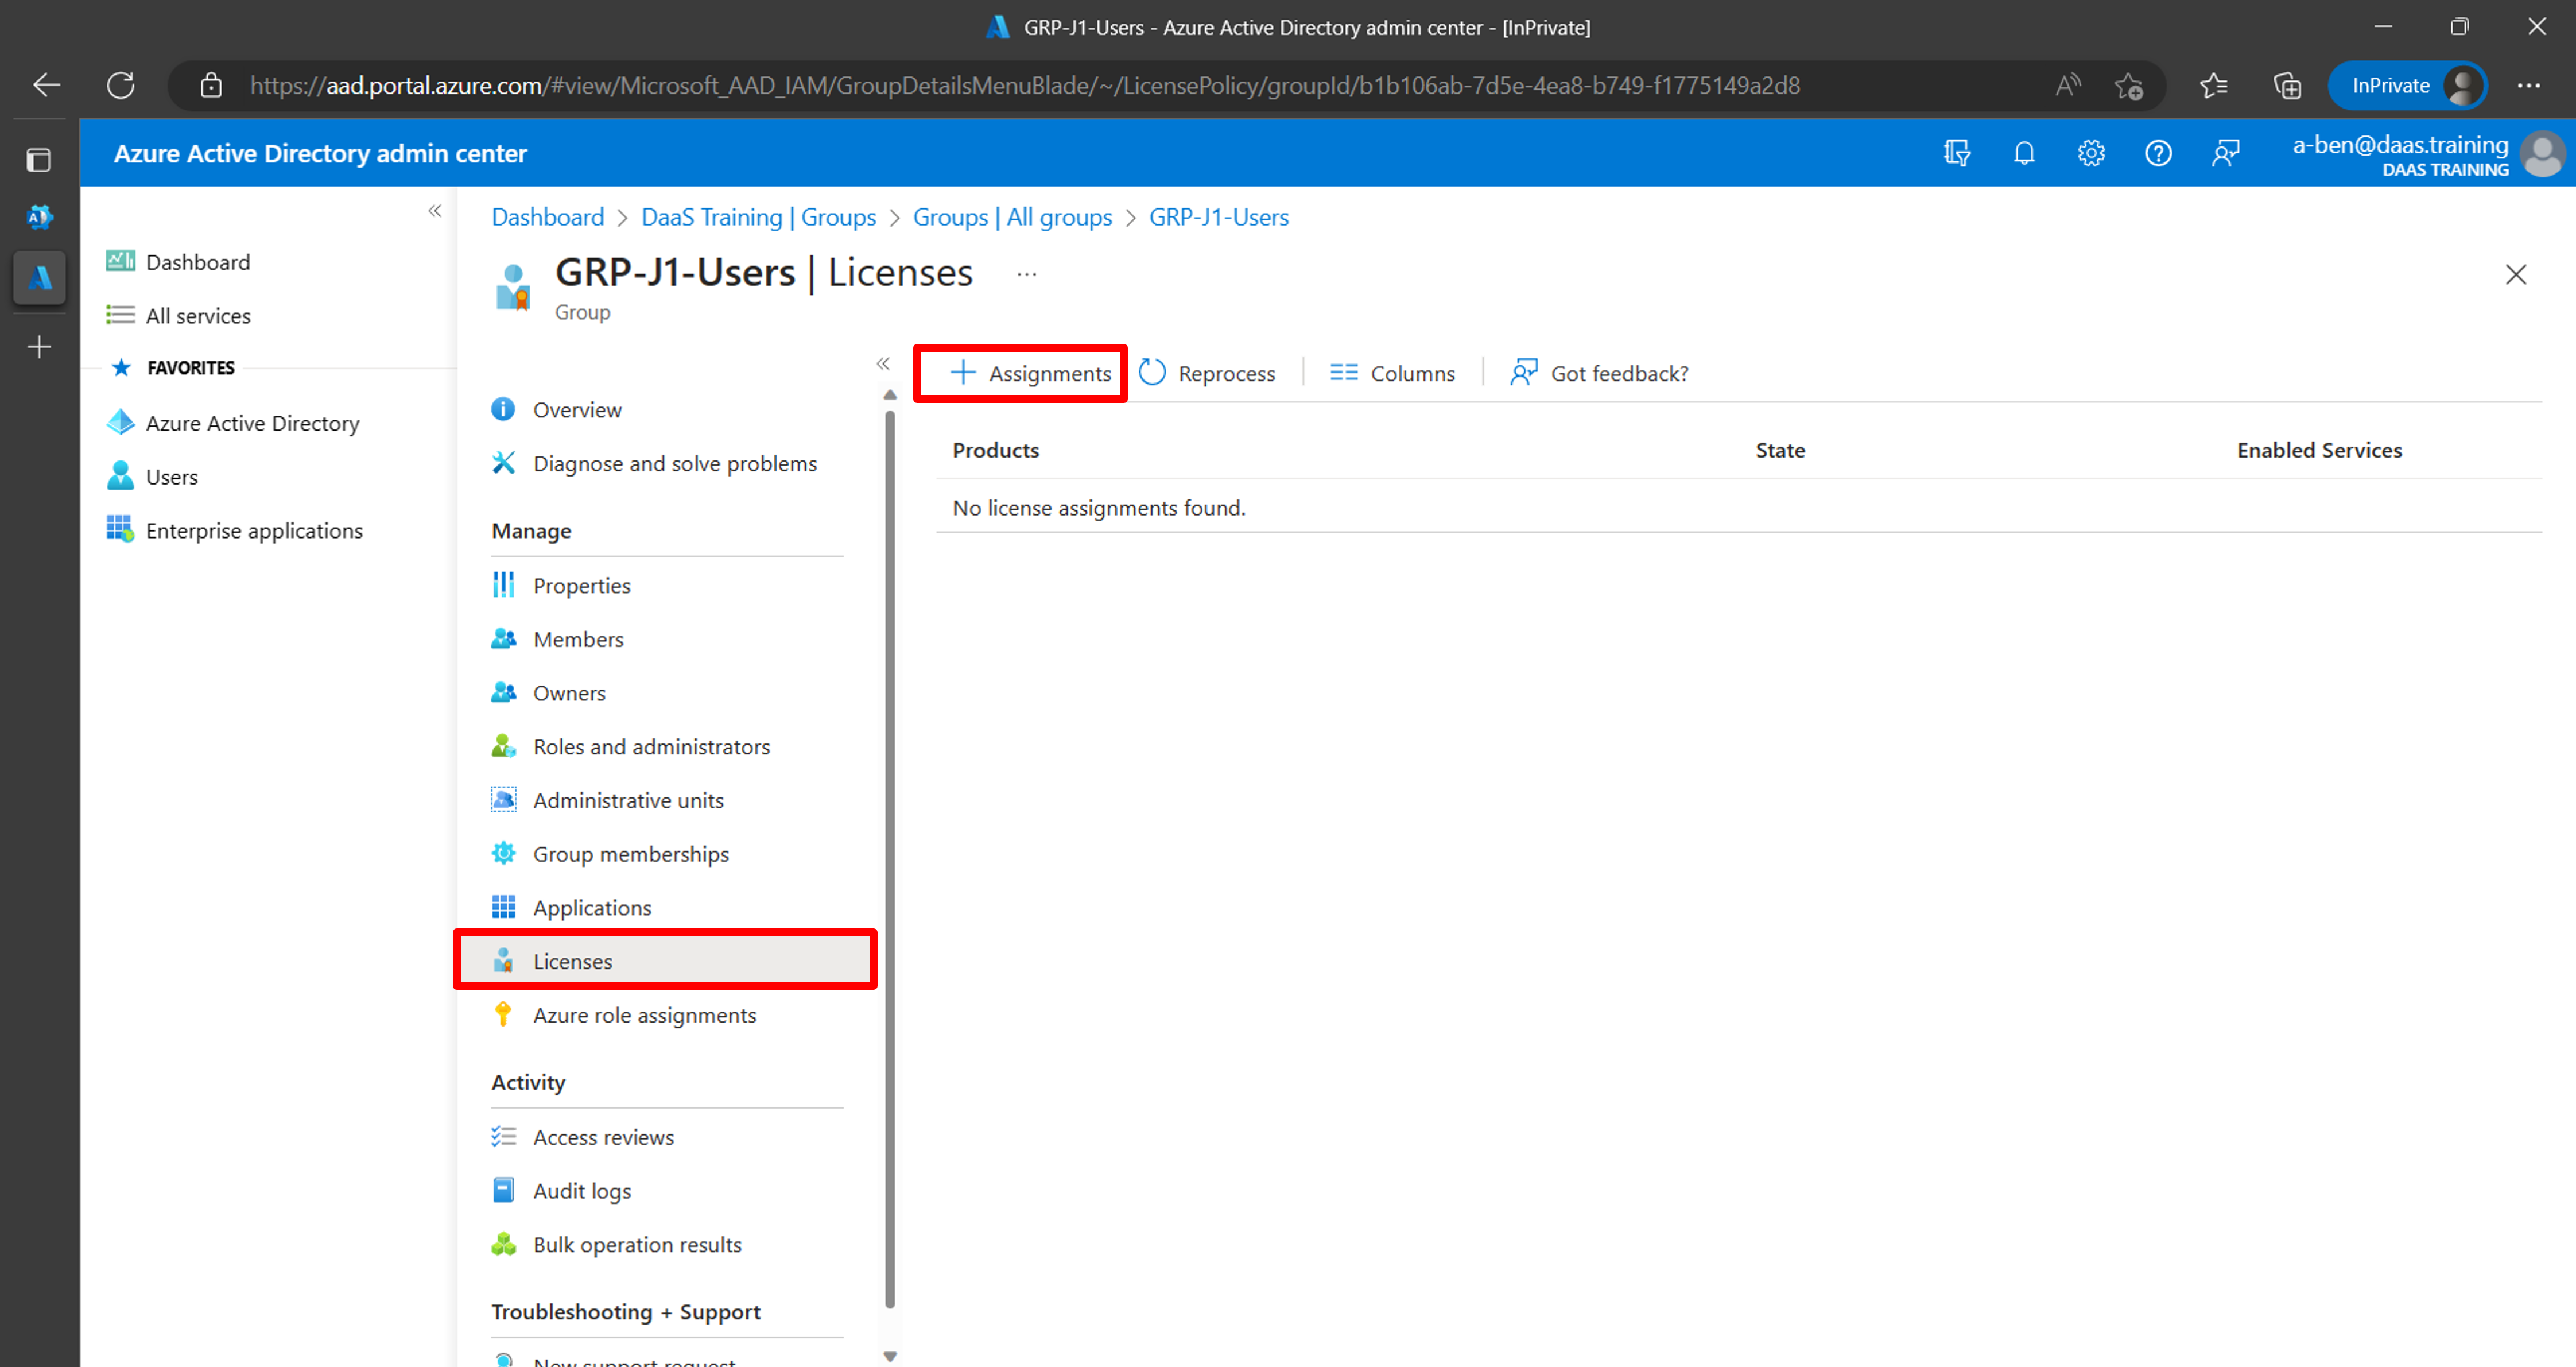 GRP-J1-Users - Azure Active Directory admin center - [InPrivate]
https://aad.portal.azure.com/#view/Microsoft_AAD_IAM/GroupDetailsMenuBlade/~/LicensePolicy/groupId/b1b106ab-7d5e-4ea8-b749-f1775149a2d8
InPrivate
Azure Active Directory admin center
a-ben@daas.training
DAAS TRAINING
Dashboard
All services
FAVORITES
Azure Active Directory
Users
Enterprise applications
Dashboard > DaaS Training | Groups > Groups | All groups > GRP-J1-Users
GRP-J1-Users | Licenses ...
Group
Overview
Diagnose and solve problems
Manage
Properties
Members
Owners
Roles and administrators
Administrative units
Group memberships
Applications
Licenses
Azure role assignments
Activity
Access reviews
Audit logs
Bulk operation results
Troubleshooting + Support
New support request
Assignments
Reprocess
Columns
Got feedback?
Products State Enabled Services
No license assignments found.